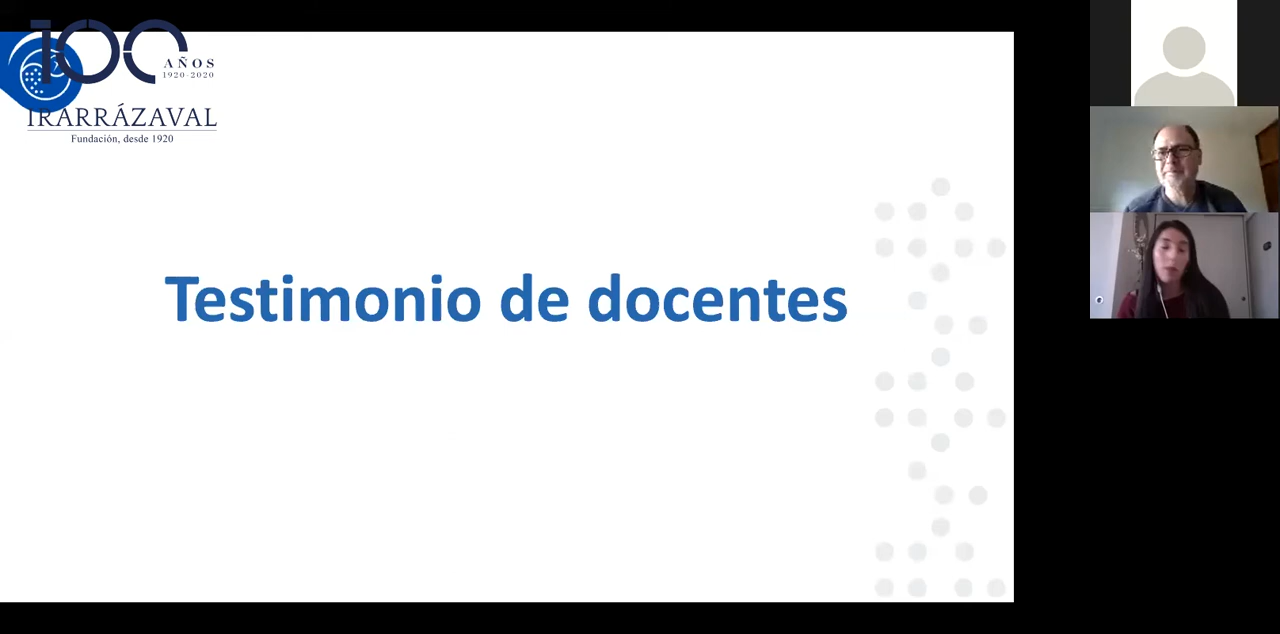 100
AÑOS
1920-2020
IRARRÁZAVAL
Fundación, desde 1920
Testimonio de docentes